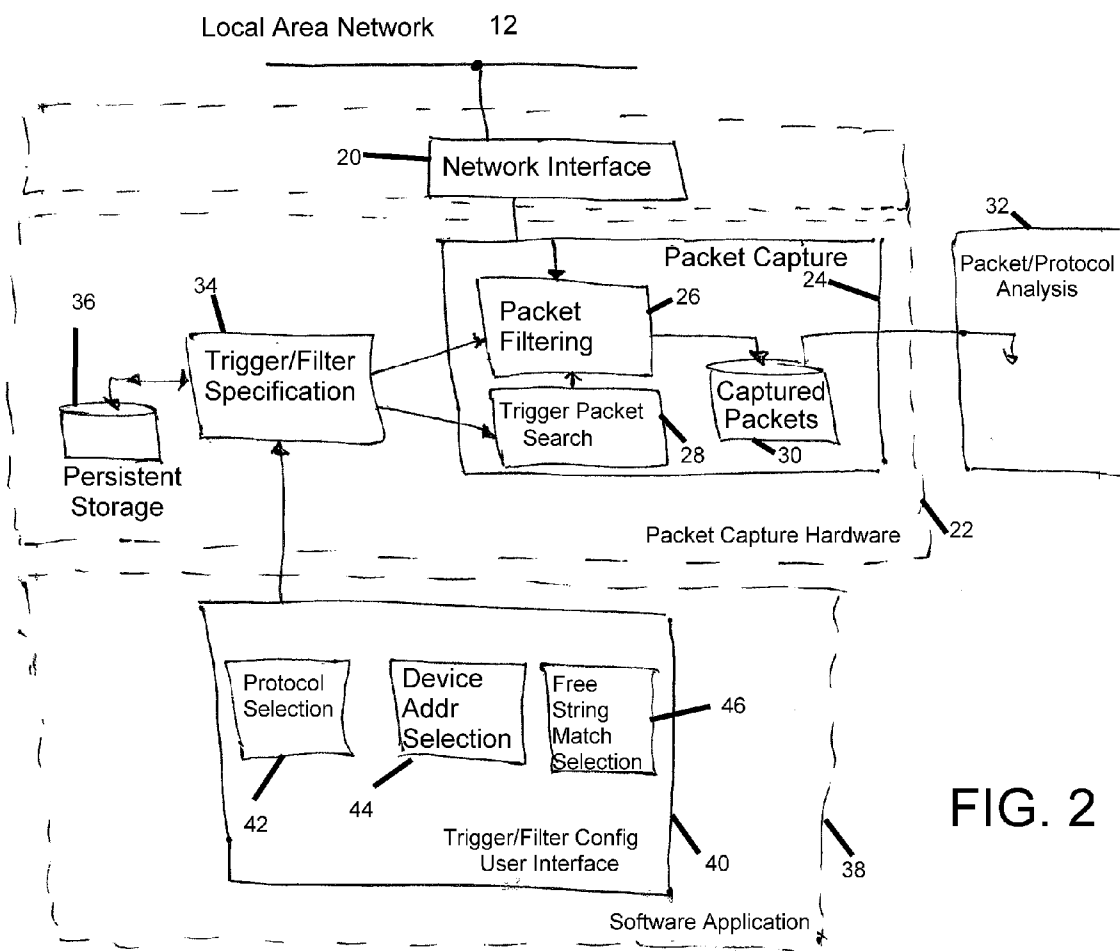 Local Area Network 12
20
Network Interface
32
Packet/Protocol
Analysis
Packet Capture
24
36
34
26
Packet
Filtering
Trigger/Filter
Specification
Captured
Packets
Trigger Packet
Search
28
30
Persistent
Storage
22
Packet Capture Hardware
Protocol
Selection
Device
Addr
Selection
Free
String
Match
Selection
46
42
44
FIG. 2
Trigger/Filter Config
User Interface
40
38
Software Application